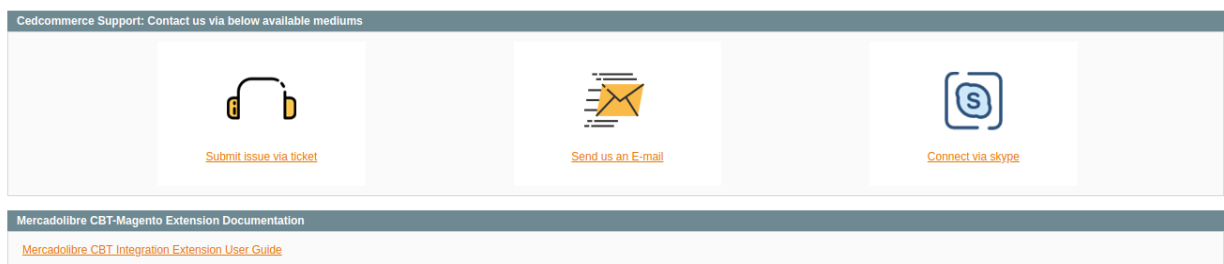 Cedcommerce Support: Contact us via below available mediums
Submit issue via ticket
Send us an E-mail
S
Connect via skype
Mercadolibre CBT-Magento Extension Documentation
Mercadolibre CBT Integration Extension User Guide